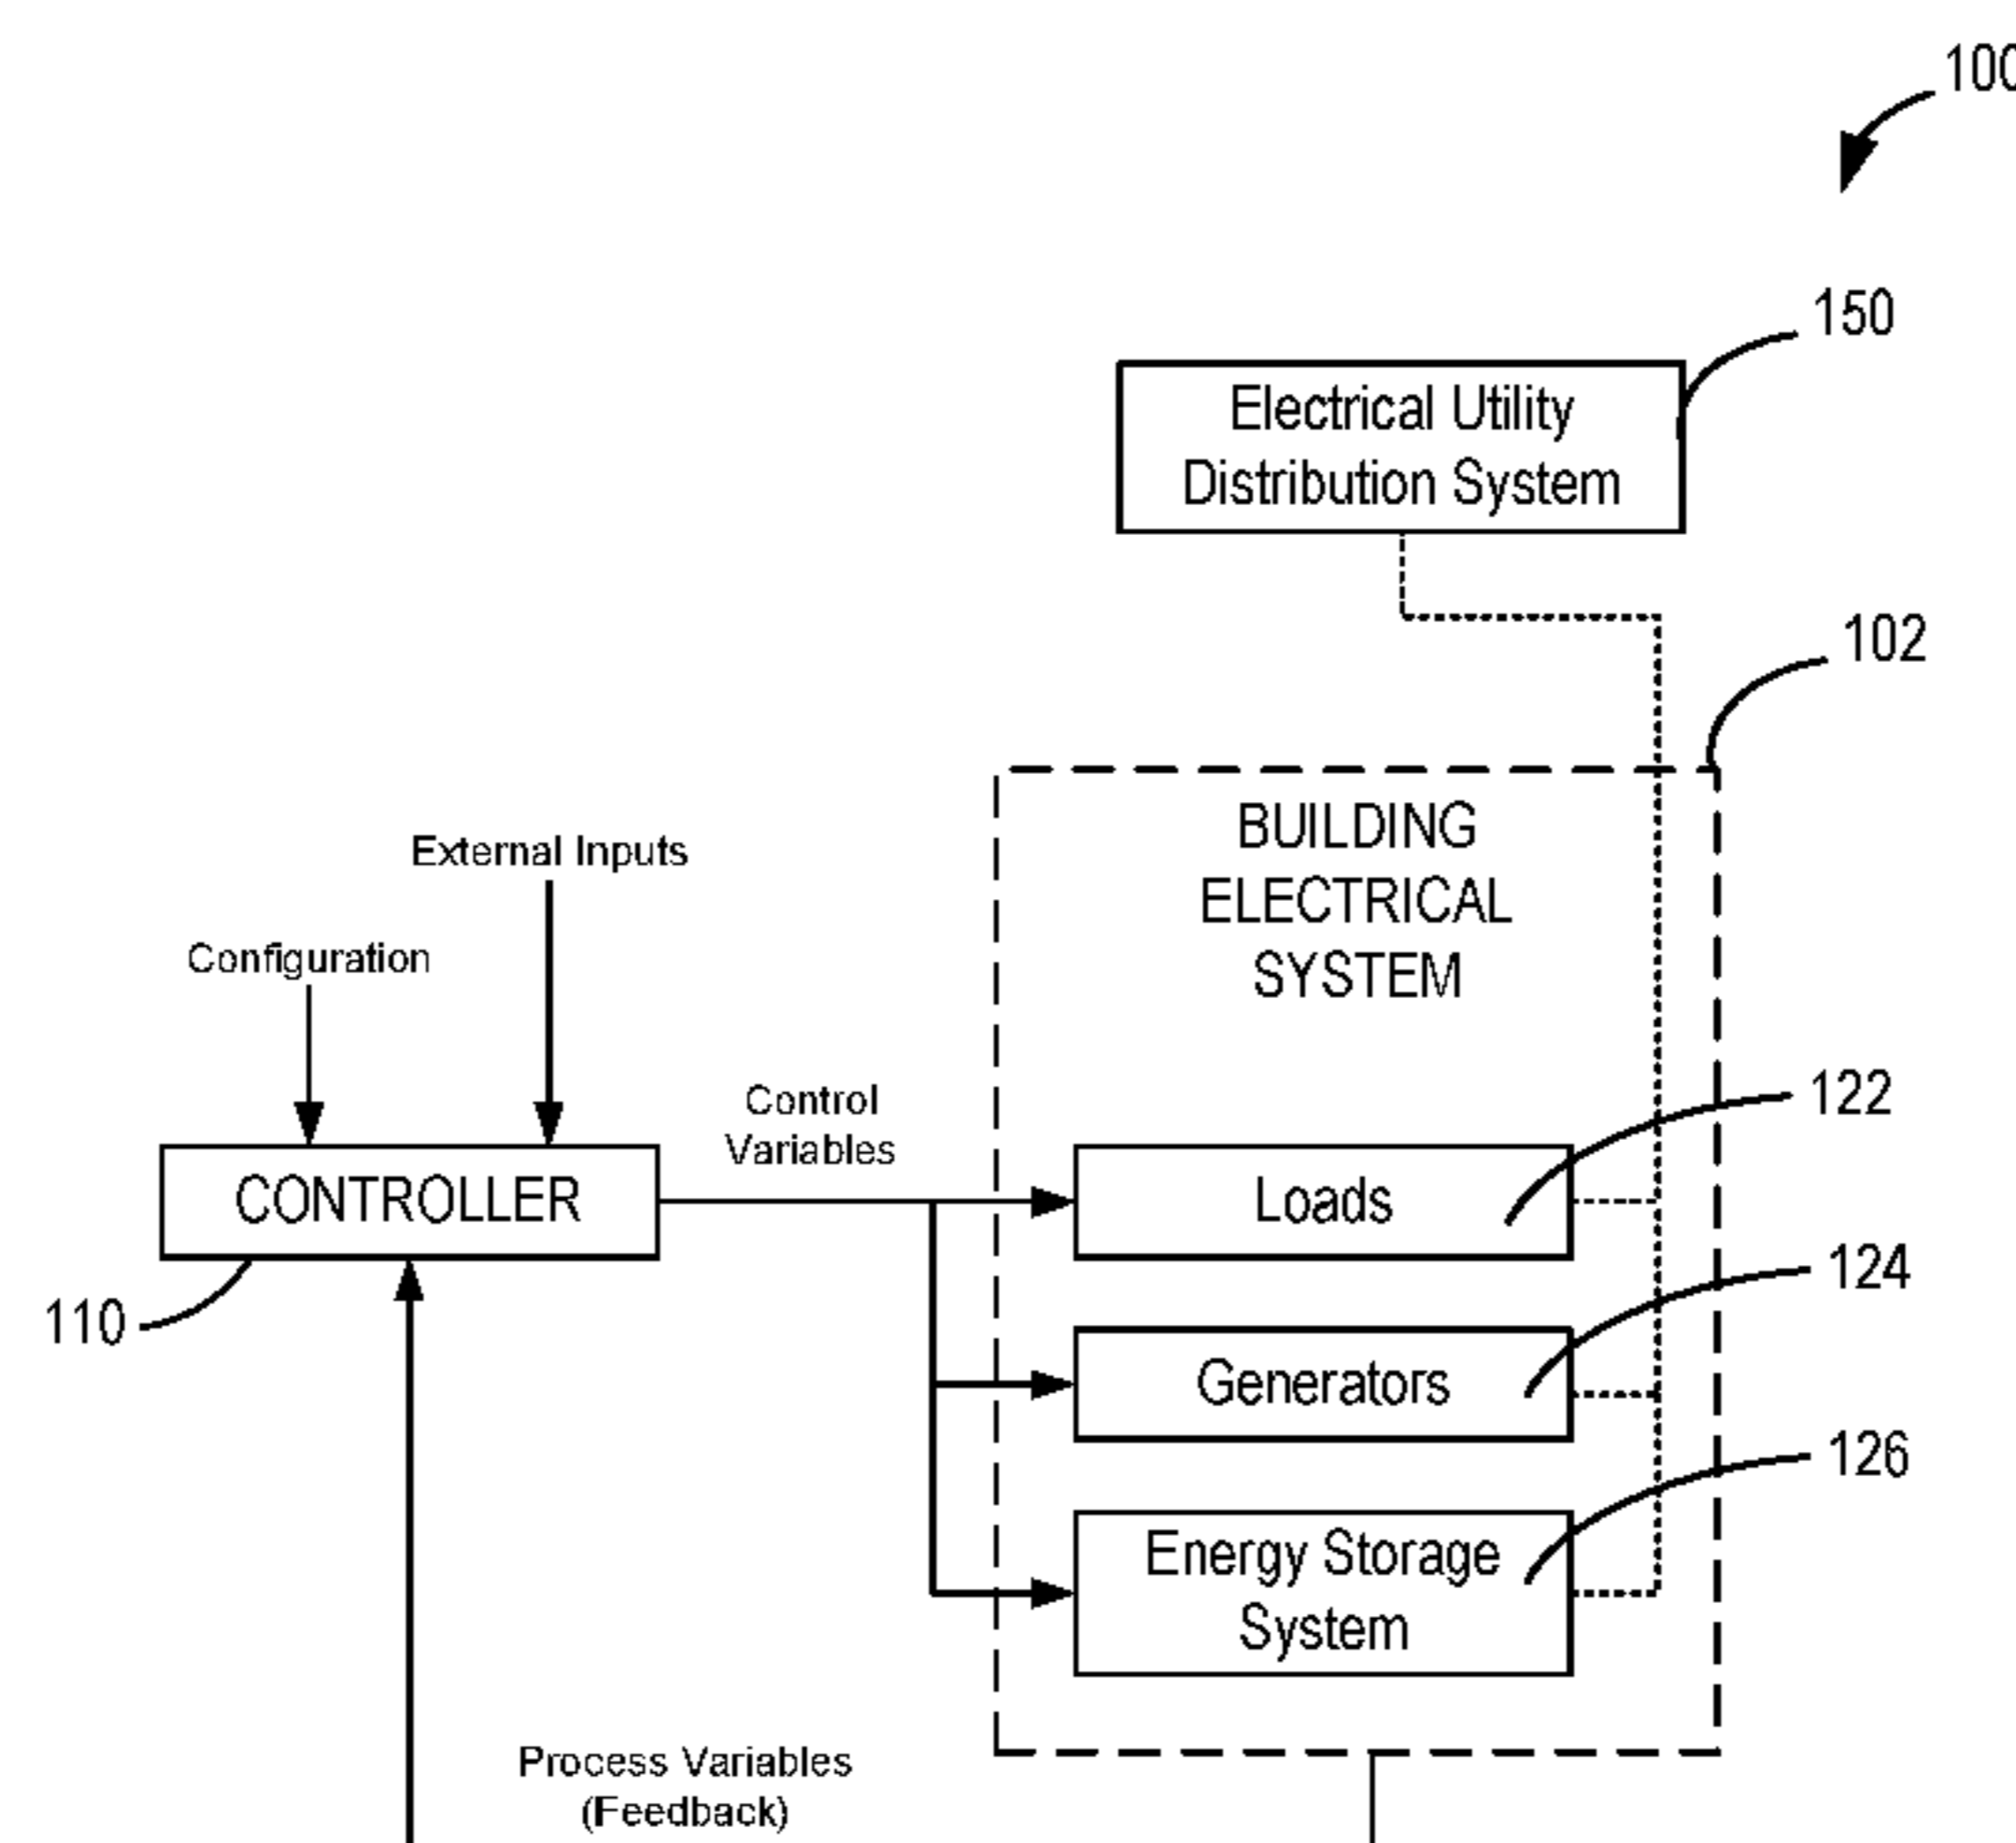 100
150
Electrical Utility
Distribution System
102
BUILDING
ELECTRICAL
SYSTEM
External Inputs
Configuration
Control
Variables
122
CONTROLLER
Loads
124
110
Generators
126
Energy Storage
System
Process Variables
(Feedback)